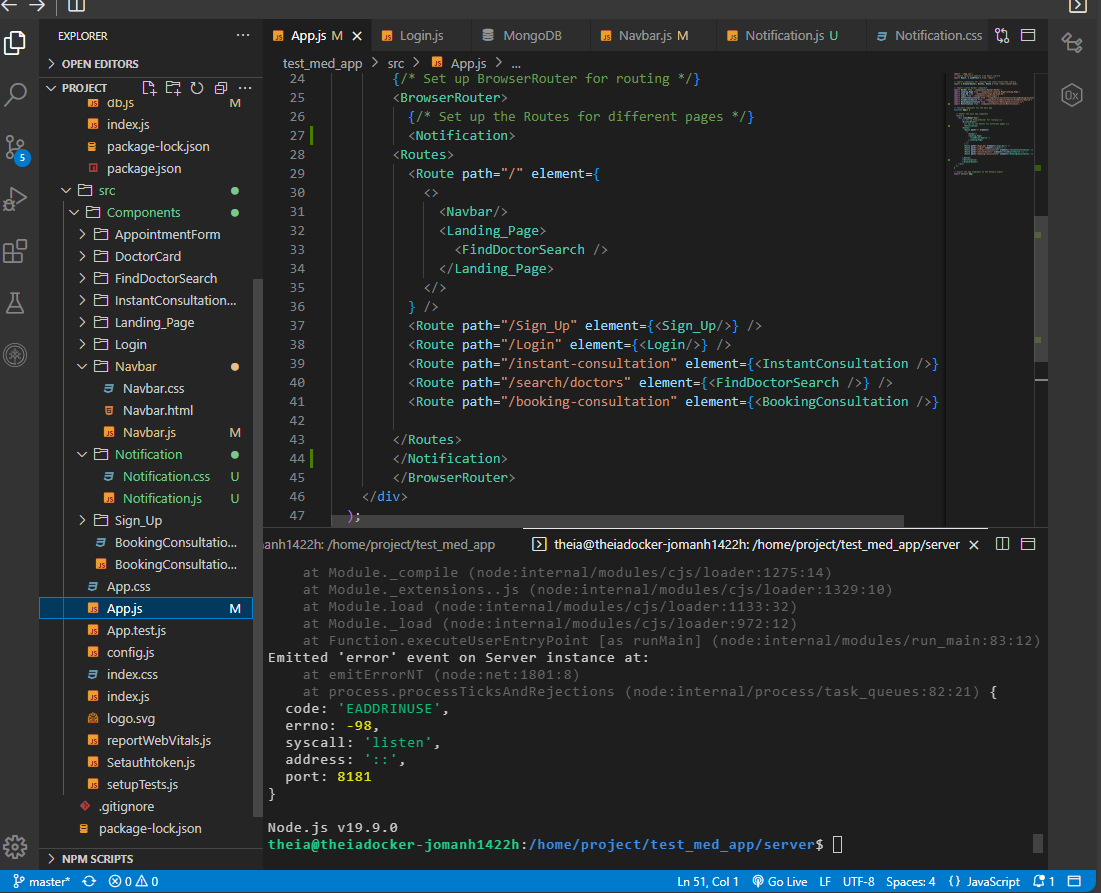 EXPLORER
OPEN EDITORS
PROJECT
db.js M
index.js
package-lock.json
package.json
src
Components
AppointmentForm
DoctorCard
FindDoctorSearch
InstantConsultation...
Landing_Page
Login
Navbar
Navbar.css
Navbar.html
Navbar.js M
Notification
Notification.css U
Notification.js U
Sign_Up
BookingConsultatio...
BookingConsultatio...
App.css
App.js M
App.test.js
config.js
index.css
index.js
logo.svg
reportWebVitals.js
Setauthtoken.js
setupTests.js
.gitignore
package-lock.json
NPM SCRIPTS
5
App.js M
Login.js
MongoDB
Navbar.js M
Notification.js U
Notification.css
test_med_app > src > App.js > ...
24 {/* Set up BrowserRouter for routing */}
25 <BrowserRouter>
26 {/* Set up the Routes for different pages */}
27 <Notification>
28 <Routes>
29 <Route path="/" element={
30 <>
31 <Navbar/>
32 <Landing_Page>
33 <FindDoctorSearch />
34 </Landing_Page>
35 </>
36 } />
37 <Route path="/Sign_Up" element={<Sign_Up/>} />
38 <Route path="/Login" element={<Login/>} />
39 <Route path="/instant-consultation" element={<InstantConsultation />}
40 <Route path="/search/doctors" element={<FindDoctorSearch />} />
41 <Route path="/booking-consultation" element={<BookingConsultation />}
42
43 </Routes>
44 </Notification>
45 </BrowserRouter>
46 </div>
47 );
anh1422h: /home/project/test_med_app
theia@theiadocker-jomanh1422h: /home/project/test_med_app/server
at Module._compile (node:internal/modules/cjs/loader:1275:14)
at Module._extensions..js (node:internal/modules/cjs/loader:1329:10)
at Module.load (node:internal/modules/cjs/loader:1133:32)
at Module._load (node:internal/modules/cjs/loader:972:12)
at Function.executeUserEntryPoint [as runMain] (node:internal/modules/run_main:83:12)
Emitted 'error' event on Server instance at:
at emitErrorNT (node:net:1801:8)
at process.processTicksAndRejections (node:internal/process/task_queues:82:21) {
code: 'EADDRINUSE',
errno: -98,
syscall: 'listen',
address: '::',
port: 8181
}
Node.js v19.9.0
theia@theiadocker-jomanh1422h:/home/project/test_med_app/server$
master* 0 0
Ln 51, Col 1 Go Live LF UTF-8 Spaces: 4 {} JavaScript 1
0x